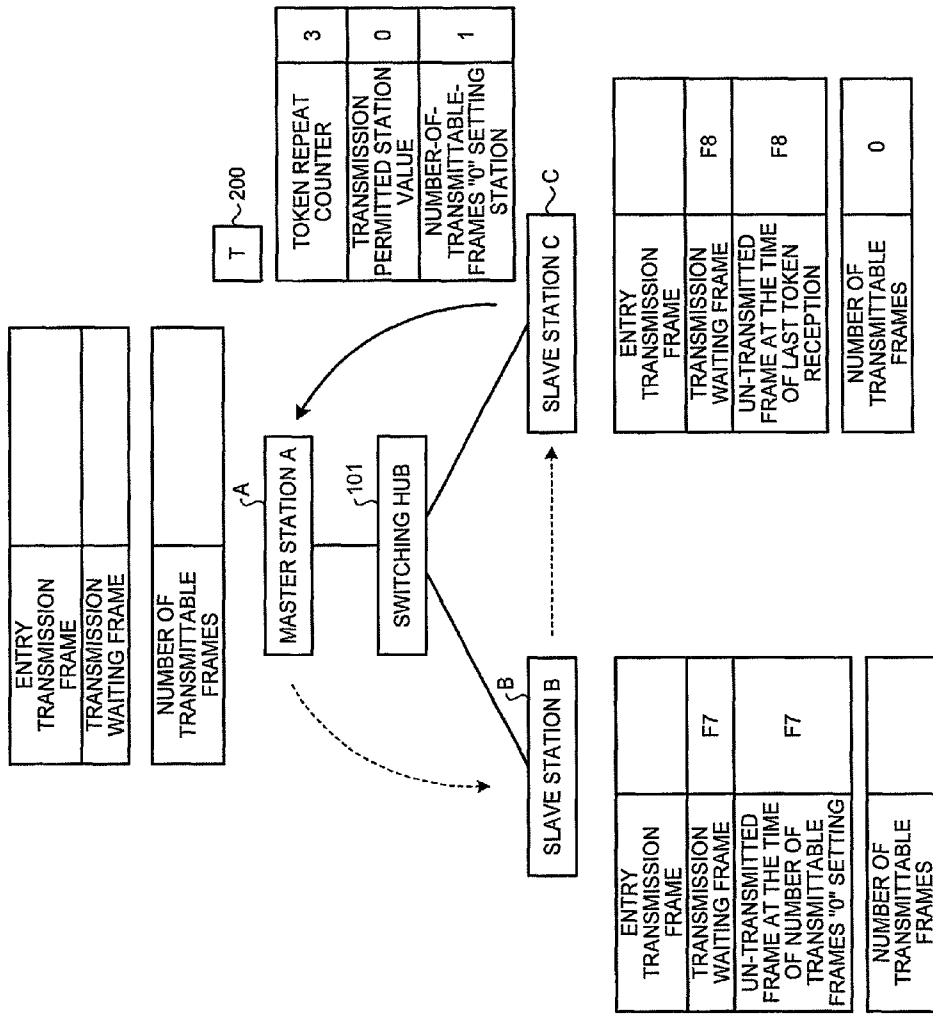 ENTRY
TRANSMISSION
FRAME
TRANSMISSION
WAITING FRAME
NUMBER OF
TRANSMITTABLE
FRAMES
A
MASTER STATION A
101
SWITCHING HUB
T
200
TOKEN REPEAT
COUNTER
3
TRANSMISSION
PERMITTED STATION
VALUE
0
NUMBER-OF-
TRANSMITTABLE-
FRAMES "0" SETTING
STATION
1
B
SLAVE STATION B
ENTRY
TRANSMISSION
FRAME
TRANSMISSION
WAITING FRAME
F7
UN-TRANSMITTED
FRAME AT THE TIME
OF NUMBER OF
TRANSMITTABLE
FRAMES "0" SETTING
F7
NUMBER OF
TRANSMITTABLE
FRAMES
SLAVE STATION C
C
ENTRY
TRANSMISSION
FRAME
TRANSMISSION
WAITING FRAME
F8
UN-TRANSMITTED
FRAME AT THE TIME
OF LAST TOKEN
RECEPTION
F8
NUMBER OF
TRANSMITTABLE
FRAMES
0